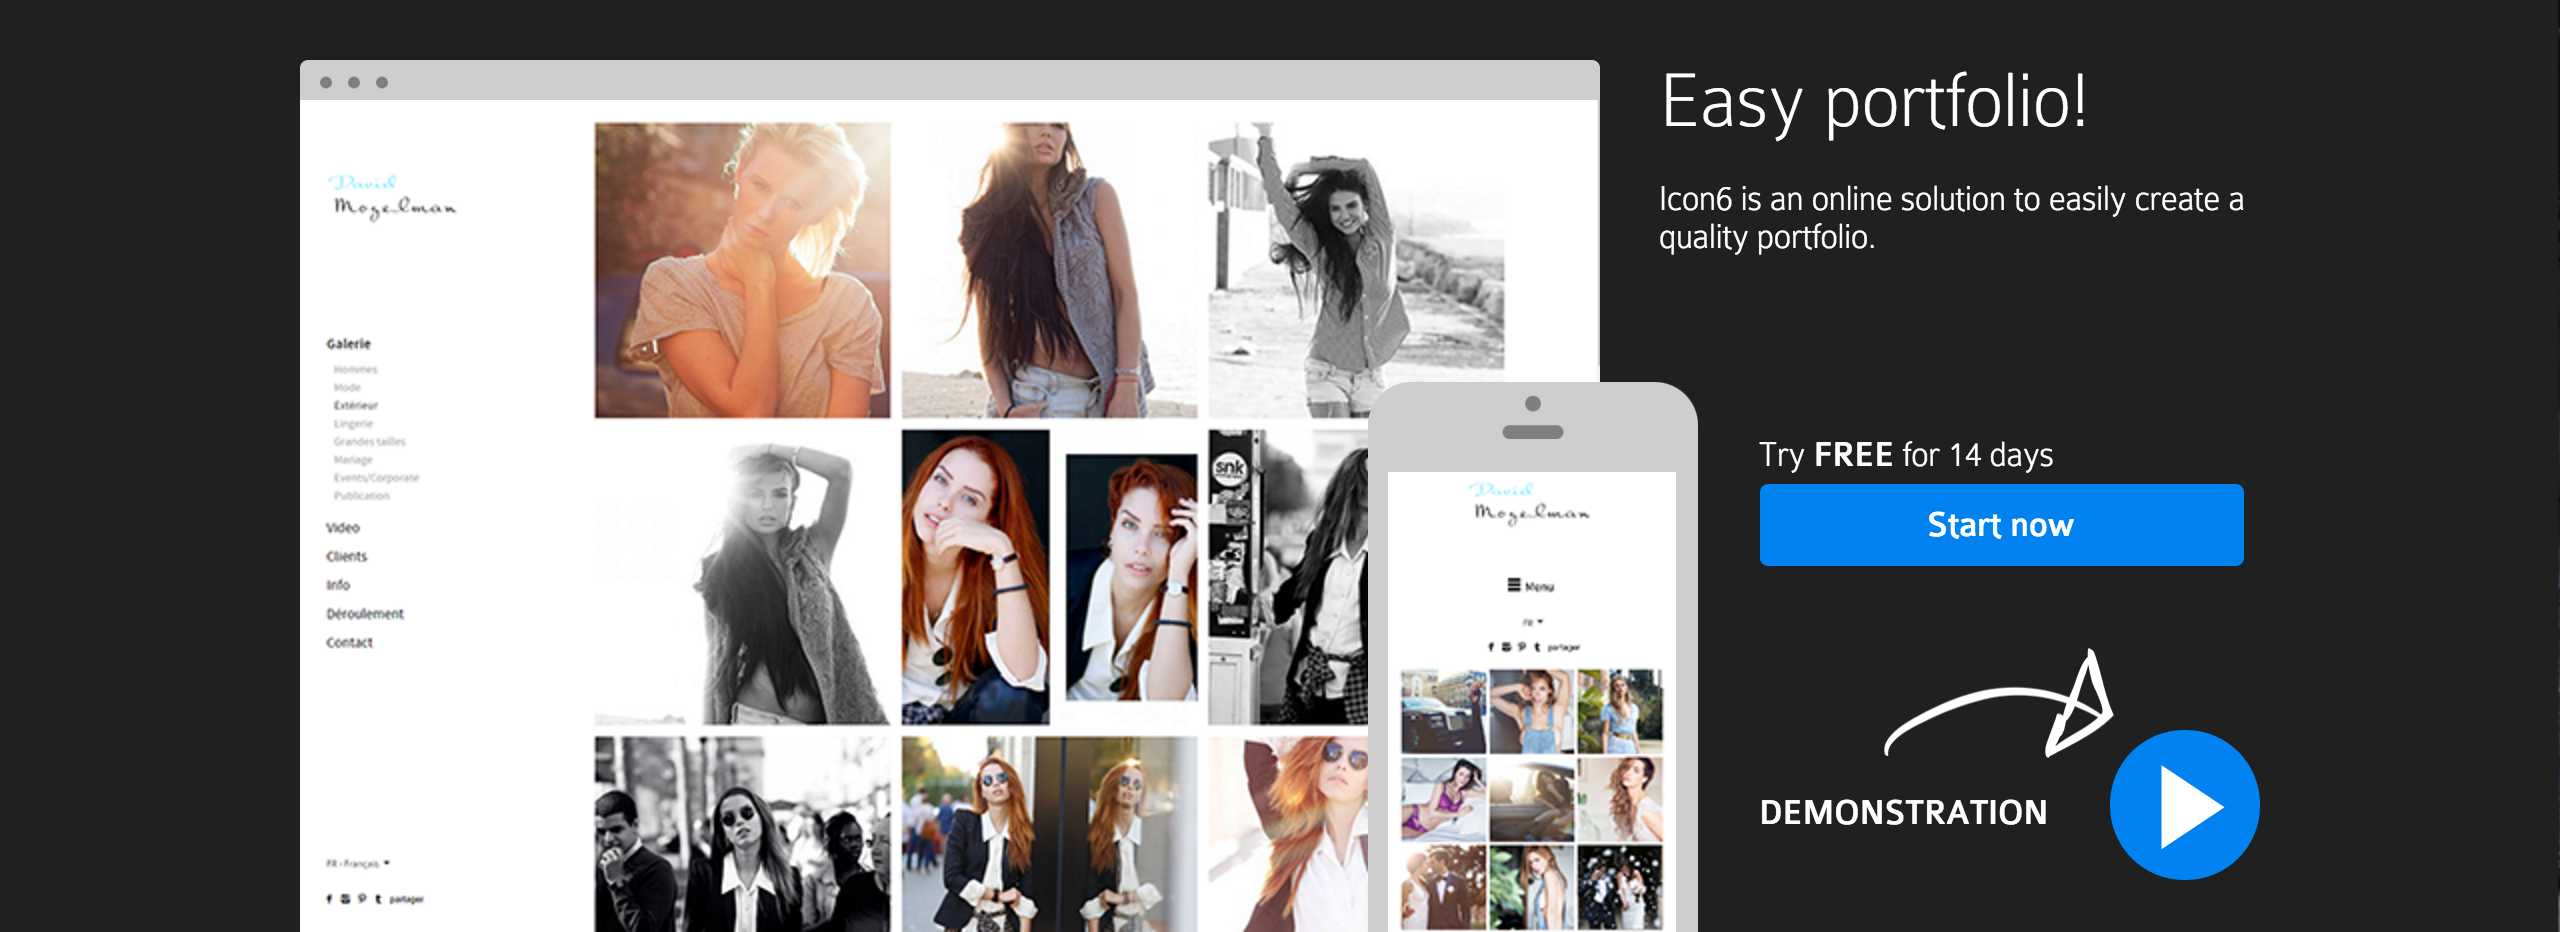 David
Mozelman
Galerie
Hommes
Mode
Extérieur
Lingerie
Grandes tailles
Mariage
Events/Corporate
Publication
Video
Clients
Info
Déroulement
Contact
FR - Français
partager
snk
David
Mozelman
Menu
FR
partager
Easy portfolio!
Icon6 is an online solution to easily create a
quality portfolio.
Try FREE for 14 days
Start now
DEMONSTRATION